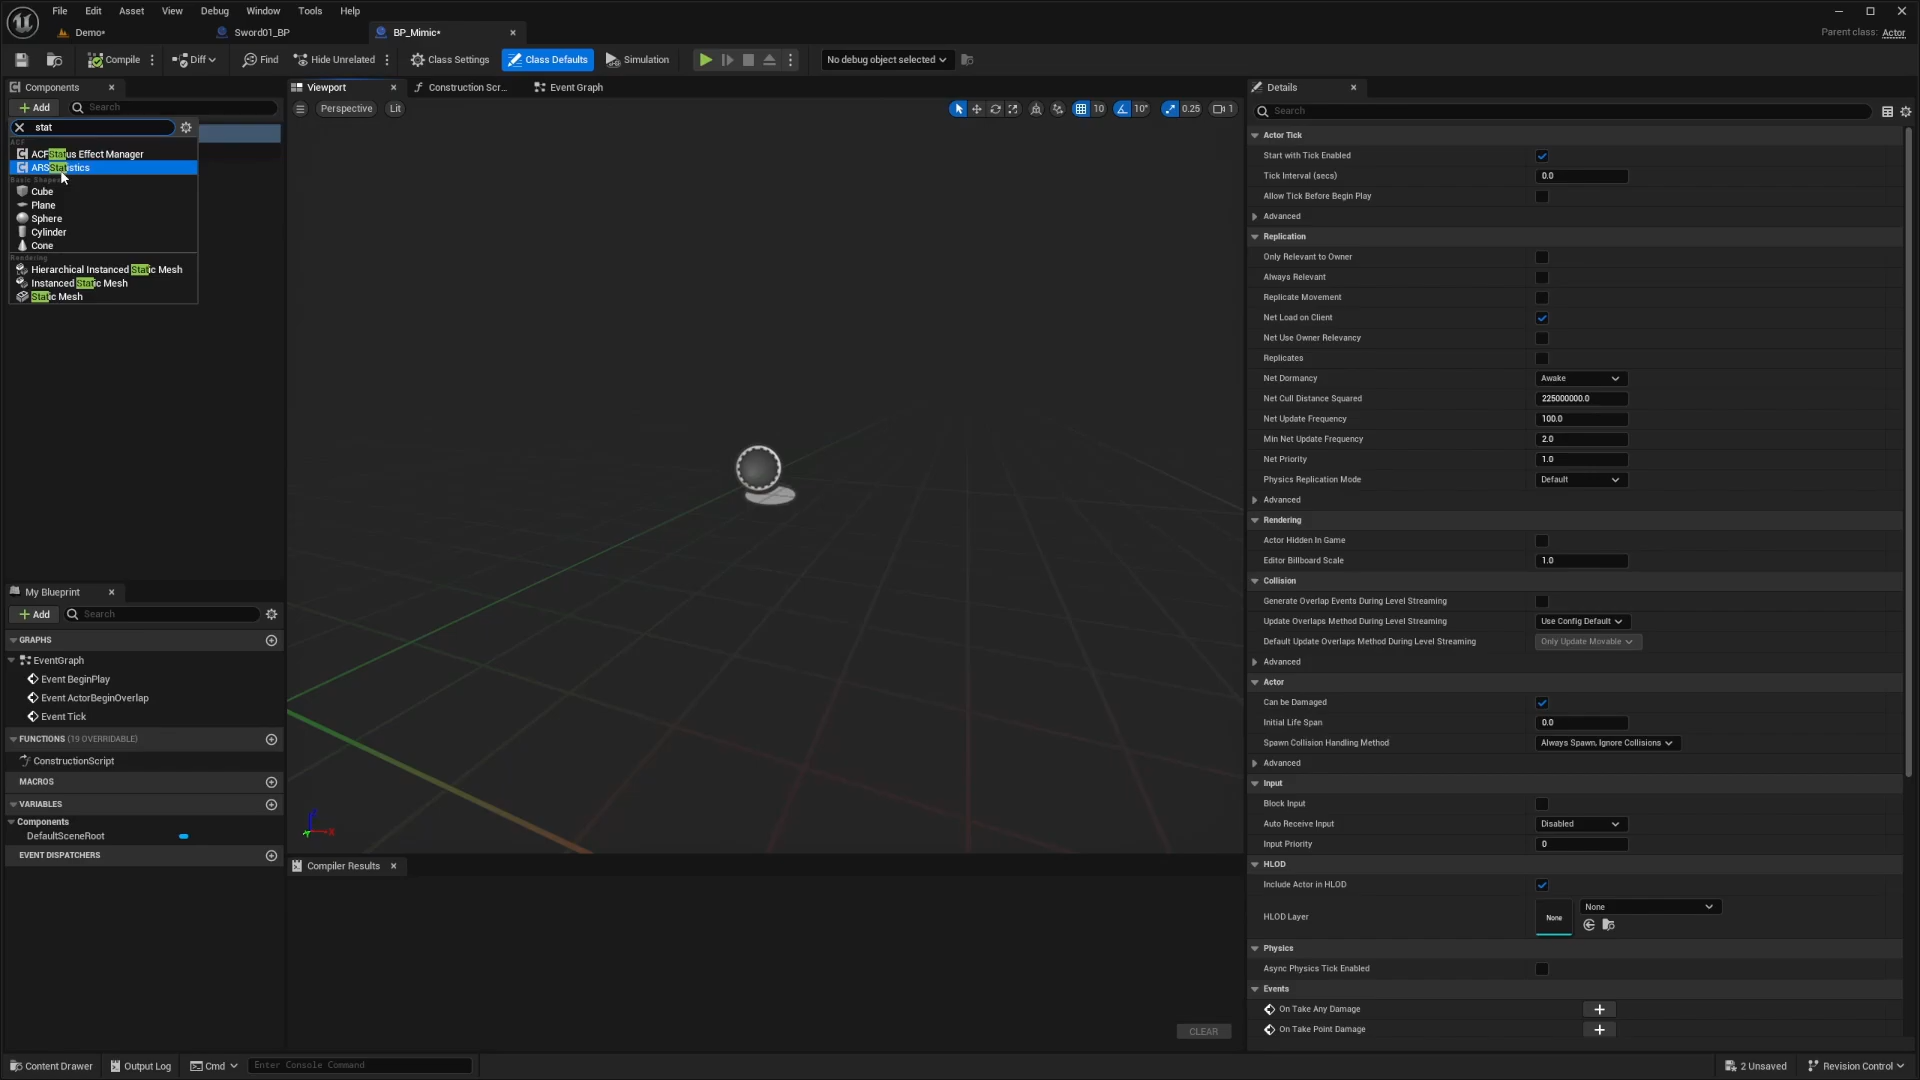 File Edit Asset View Debug Window Tools Help
Demo* Sword01_BP BP_Mimic* Parent class: Actor
Compile Diff Find Hide Unrelated Class Settings Class Defaults Simulation No debug object selected
Components Viewport Construction Scr... Event Graph Details
Add Search Perspective Lit 10 10° 0.25 1 Search
stat
ACF
ACFStatus Effect Manager
ARSStatistics
Basic Shapes
Cube
Plane
Sphere
Cylinder
Cone
Rendering
Hierarchical Instanced Static Mesh
Instanced Static Mesh
Static Mesh
My Blueprint
Add Search
GRAPHS
EventGraph
Event BeginPlay
Event ActorBeginOverlap
Event Tick
FUNCTIONS (19 OVERRIDABLE)
ConstructionScript
MACROS
VARIABLES
Components
DefaultSceneRoot
EVENT DISPATCHERS
Compiler Results
CLEAR
Actor Tick
Start with Tick Enabled
Tick Interval (secs) 0.0
Allow Tick Before Begin Play
Advanced
Replication
Only Relevant to Owner
Always Relevant
Replicate Movement
Net Load on Client
Net Use Owner Relevancy
Replicates
Net Dormancy Awake
Net Cull Distance Squared 225000000.0
Net Update Frequency 100.0
Min Net Update Frequency 2.0
Net Priority 1.0
Physics Replication Mode Default
Advanced
Rendering
Actor Hidden In Game
Editor Billboard Scale 1.0
Collision
Generate Overlap Events During Level Streaming
Update Overlaps Method During Level Streaming Use Config Default
Default Update Overlaps Method During Level Streaming Only Update Movable
Advanced
Actor
Can be Damaged
Initial Life Span 0.0
Spawn Collision Handling Method Always Spawn, Ignore Collisions
Advanced
Input
Block Input
Auto Receive Input Disabled
Input Priority 0
HLOD
Include Actor in HLOD
HLOD Layer None None
Physics
Async Physics Tick Enabled
Events
On Take Any Damage
On Take Point Damage
Content Drawer Output Log Cmd Enter Console Command 2 Unsaved Revision Control